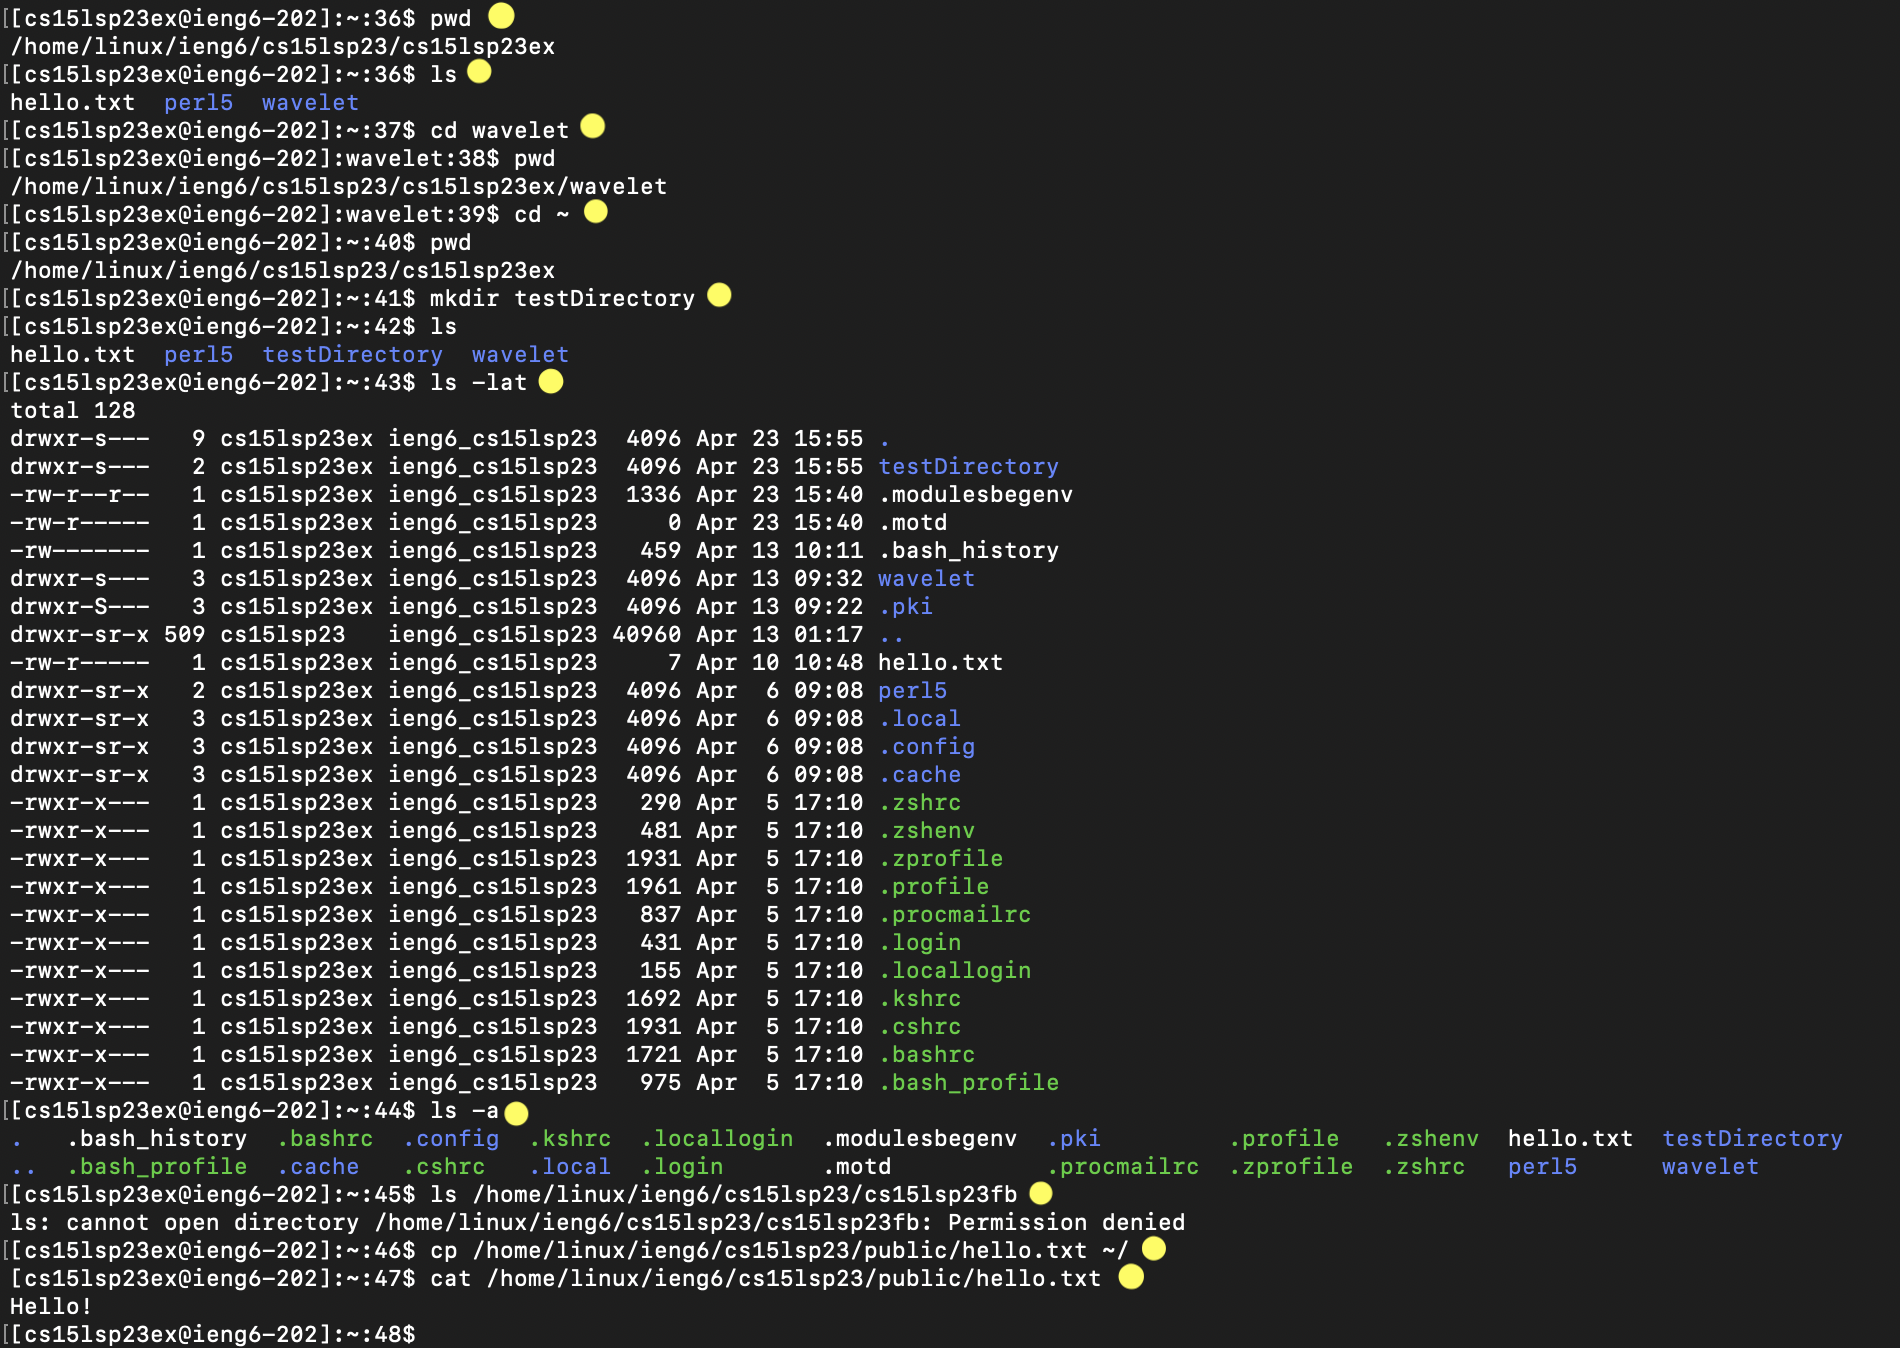 [[cs15lsp23ex@ieng6-202]:~:36$ pwd
/home/linux/ieng6/cs15lsp23/cs15lsp23ex
[[cs15lsp23ex@ieng6-202]:~:36$ ls
hello.txt  perl5  wavelet
[[cs15lsp23ex@ieng6-202]:~:37$ cd wavelet
[[cs15lsp23ex@ieng6-202]:wavelet:38$ pwd
/home/linux/ieng6/cs15lsp23/cs15lsp23ex/wavelet
[[cs15lsp23ex@ieng6-202]:wavelet:39$ cd ~
[[cs15lsp23ex@ieng6-202]:~:40$ pwd
/home/linux/ieng6/cs15lsp23/cs15lsp23ex
[[cs15lsp23ex@ieng6-202]:~:41$ mkdir testDirectory
[[cs15lsp23ex@ieng6-202]:~:42$ ls
hello.txt  perl5  testDirectory  wavelet
[[cs15lsp23ex@ieng6-202]:~:43$ ls -lat
total 128
drwxr-s---   9 cs15lsp23ex ieng6_cs15lsp23  4096 Apr 23 15:55 .
drwxr-s---   2 cs15lsp23ex ieng6_cs15lsp23  4096 Apr 23 15:55 testDirectory
-rw-r--r--   1 cs15lsp23ex ieng6_cs15lsp23  1336 Apr 23 15:40 .modulesbegenv
-rw-r-----   1 cs15lsp23ex ieng6_cs15lsp23     0 Apr 23 15:40 .motd
-rw-------   1 cs15lsp23ex ieng6_cs15lsp23   459 Apr 13 10:11 .bash_history
drwxr-s---   3 cs15lsp23ex ieng6_cs15lsp23  4096 Apr 13 09:32 wavelet
drwxr-S---   3 cs15lsp23ex ieng6_cs15lsp23  4096 Apr 13 09:22 .pki
drwxr-sr-x 509 cs15lsp23   ieng6_cs15lsp23 40960 Apr 13 01:17 ..
-rw-r-----   1 cs15lsp23ex ieng6_cs15lsp23     7 Apr 10 10:48 hello.txt
drwxr-sr-x   2 cs15lsp23ex ieng6_cs15lsp23  4096 Apr  6 09:08 perl5
drwxr-sr-x   3 cs15lsp23ex ieng6_cs15lsp23  4096 Apr  6 09:08 .local
drwxr-sr-x   3 cs15lsp23ex ieng6_cs15lsp23  4096 Apr  6 09:08 .config
drwxr-sr-x   3 cs15lsp23ex ieng6_cs15lsp23  4096 Apr  6 09:08 .cache
-rwxr-x---   1 cs15lsp23ex ieng6_cs15lsp23   290 Apr  5 17:10 .zshrc
-rwxr-x---   1 cs15lsp23ex ieng6_cs15lsp23   481 Apr  5 17:10 .zshenv
-rwxr-x---   1 cs15lsp23ex ieng6_cs15lsp23  1931 Apr  5 17:10 .zprofile
-rwxr-x---   1 cs15lsp23ex ieng6_cs15lsp23  1961 Apr  5 17:10 .profile
-rwxr-x---   1 cs15lsp23ex ieng6_cs15lsp23   837 Apr  5 17:10 .procmailrc
-rwxr-x---   1 cs15lsp23ex ieng6_cs15lsp23   431 Apr  5 17:10 .login
-rwxr-x---   1 cs15lsp23ex ieng6_cs15lsp23   155 Apr  5 17:10 .locallogin
-rwxr-x---   1 cs15lsp23ex ieng6_cs15lsp23  1692 Apr  5 17:10 .kshrc
-rwxr-x---   1 cs15lsp23ex ieng6_cs15lsp23  1931 Apr  5 17:10 .cshrc
-rwxr-x---   1 cs15lsp23ex ieng6_cs15lsp23  1721 Apr  5 17:10 .bashrc
-rwxr-x---   1 cs15lsp23ex ieng6_cs15lsp23   975 Apr  5 17:10 .bash_profile
[[cs15lsp23ex@ieng6-202]:~:44$ ls -a
.   .bash_history  .bashrc  .config  .kshrc  .locallogin  .modulesbegenv  .pki         .profile   .zshenv  hello.txt  testDirectory
..  .bash_profile  .cache   .cshrc   .local  .login       .motd           .procmailrc  .zprofile  .zshrc   perl5      wavelet
[[cs15lsp23ex@ieng6-202]:~:45$ ls /home/linux/ieng6/cs15lsp23/cs15lsp23fb
ls: cannot open directory /home/linux/ieng6/cs15lsp23/cs15lsp23fb: Permission denied
[[cs15lsp23ex@ieng6-202]:~:46$ cp /home/linux/ieng6/cs15lsp23/public/hello.txt ~/
[cs15lsp23ex@ieng6-202]:~:47$ cat /home/linux/ieng6/cs15lsp23/public/hello.txt
Hello!
[[cs15lsp23ex@ieng6-202]:~:48$